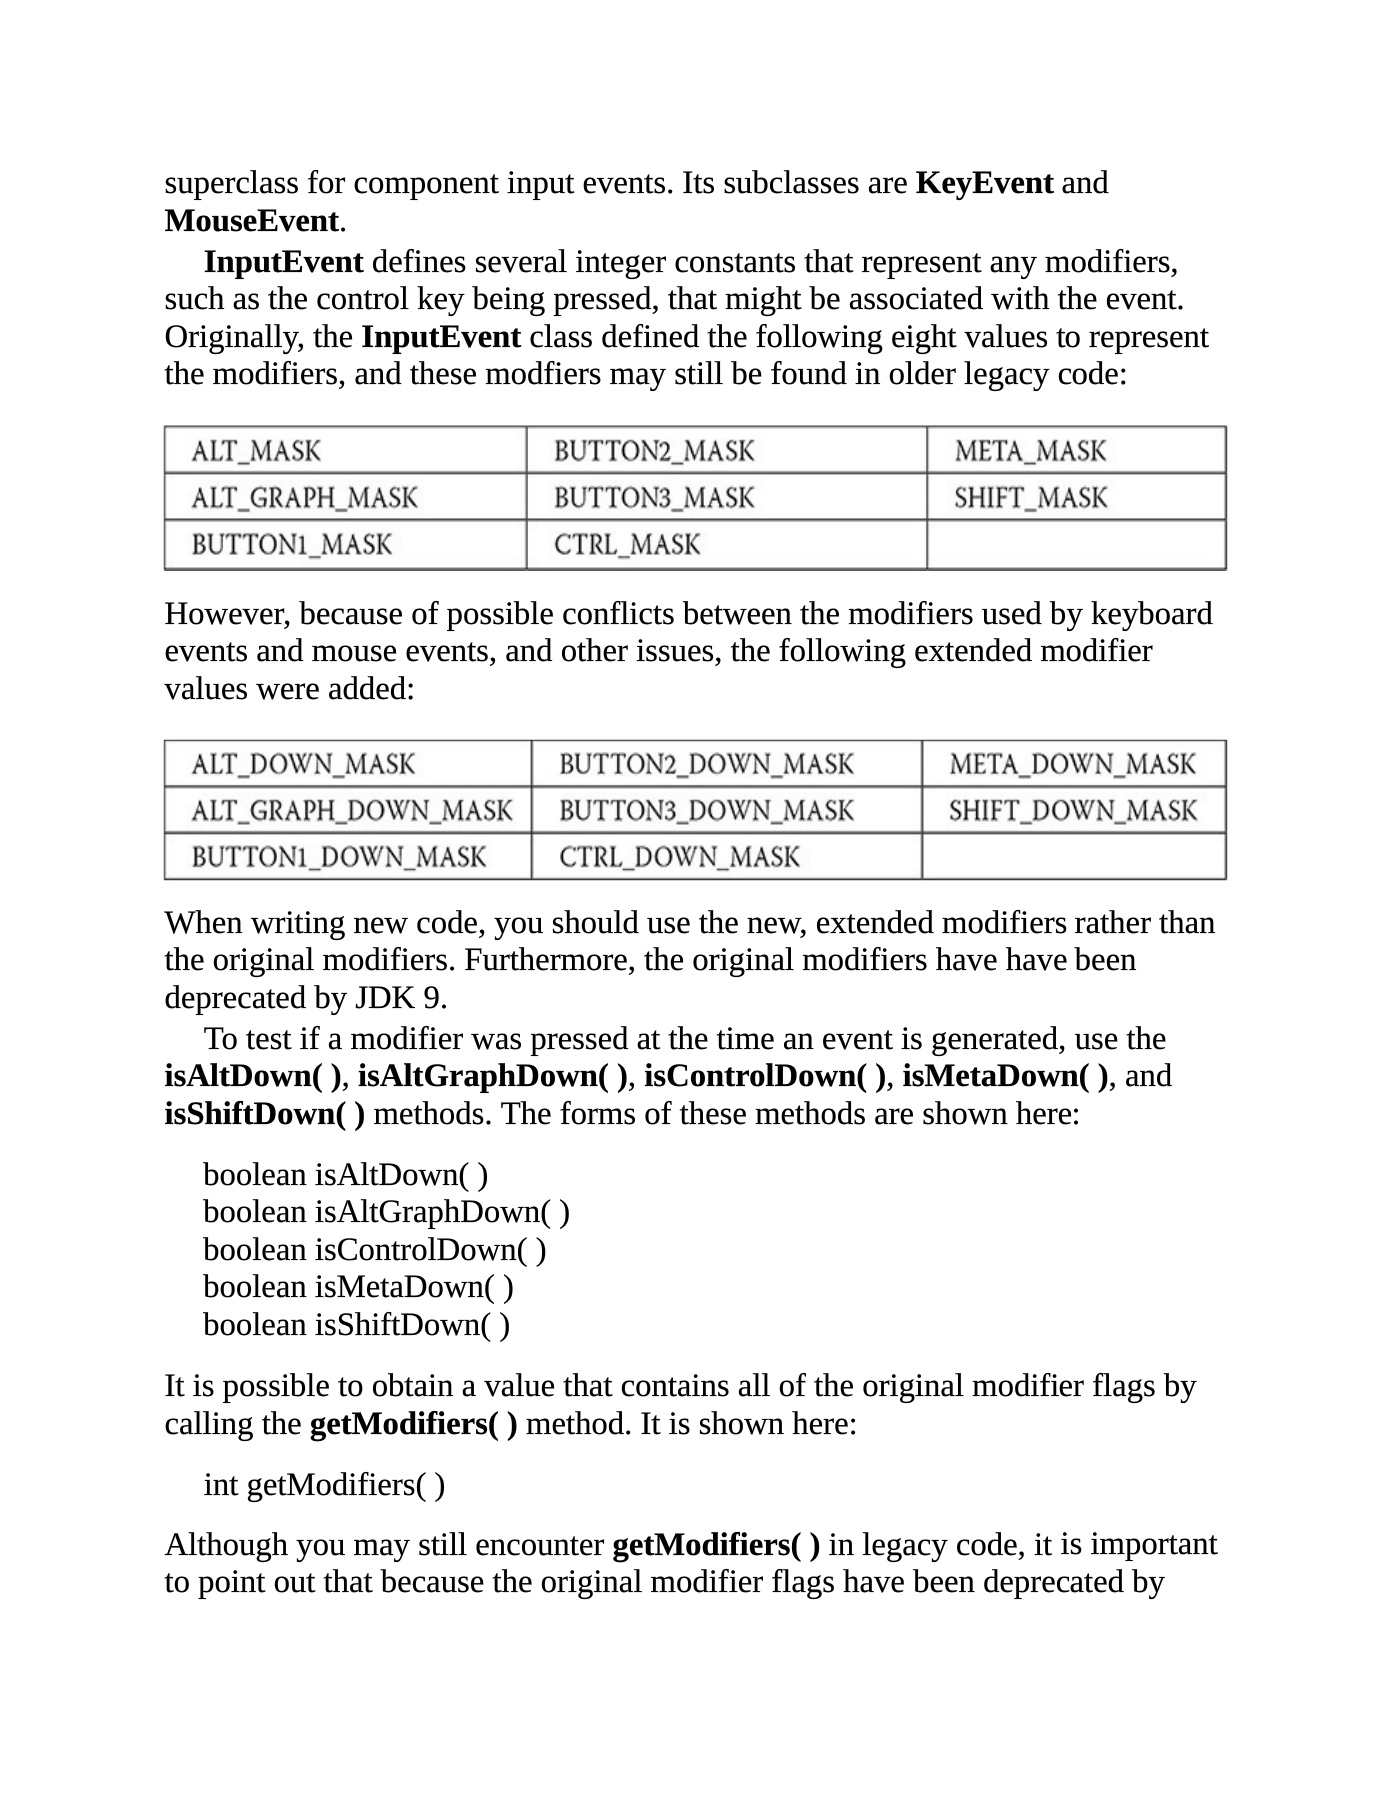 superclass for component input events. Its subclasses are KeyEvent and
MouseEvent.
InputEvent defines several integer constants that represent any modifiers,
such as the control key being pressed, that might be associated with the event.
Originally, the InputEvent class defined the following eight values to represent
the modifiers, and these modfiers may still be found in older legacy code:
ALT_MASK BUTTON2_MASK META_MASK
ALT_GRAPH_MASK BUTTON3_MASK SHIFT_MASK
BUTTON1_MASK CTRL_MASK
However, because of possible conflicts between the modifiers used by keyboard
events and mouse events, and other issues, the following extended modifier
values were added:
ALT_DOWN_MASK BUTTON2_DOWN_MASK META_DOWN_MASK
ALT_GRAPH_DOWN_MASK BUTTON3_DOWN_MASK SHIFT_DOWN_MASK
BUTTON1_DOWN_MASK CTRL_DOWN_MASK
When writing new code, you should use the new, extended modifiers rather than
the original modifiers. Furthermore, the original modifiers have have been
deprecated by JDK 9.
To test if a modifier was pressed at the time an event is generated, use the
isAltDown( ), isAltGraphDown( ), isControlDown( ), isMetaDown( ), and
isShiftDown( ) methods. The forms of these methods are shown here:
boolean isAltDown( )
boolean isAltGraphDown( )
boolean isControlDown( )
boolean isMetaDown( )
boolean isShiftDown( )
It is possible to obtain a value that contains all of the original modifier flags by
calling the getModifiers( ) method. It is shown here:
int getModifiers( )
Although you may still encounter getModifiers( ) in legacy code, it is important
to point out that because the original modifier flags have been deprecated by